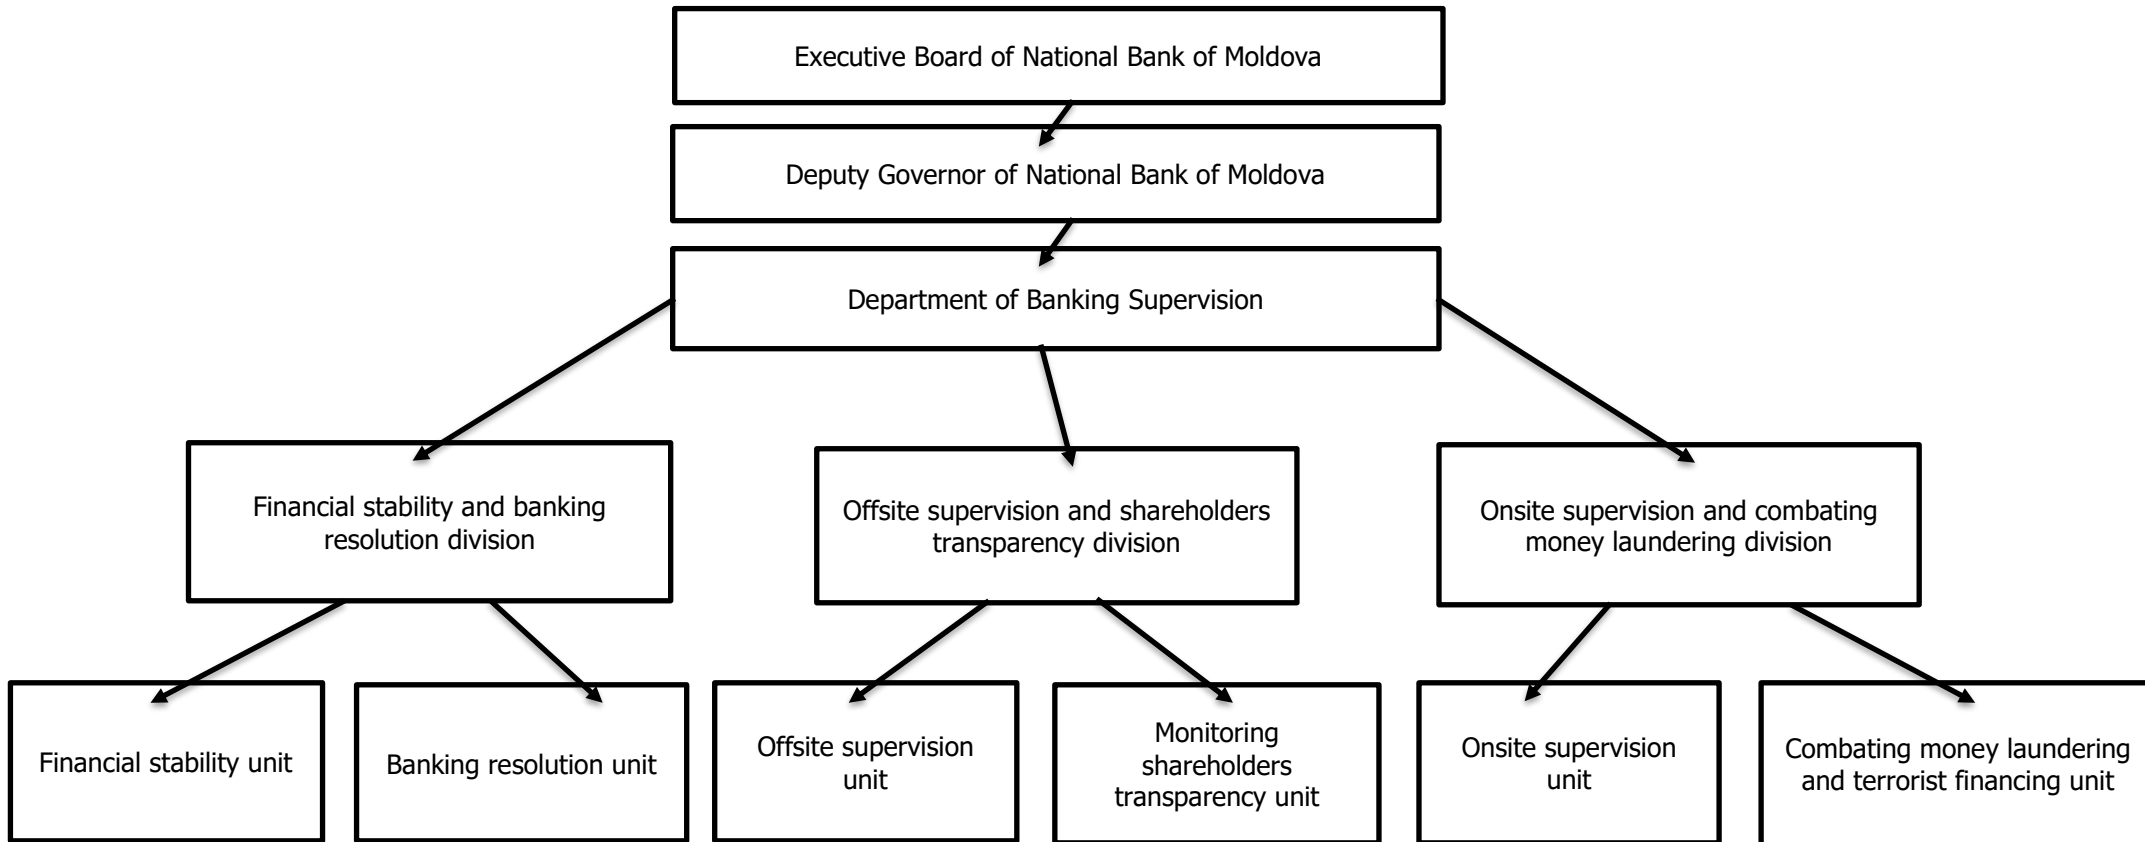 Executive Board of National Bank of Moldova
Deputy Governor of National Bank of Moldova
Department of Banking Supervision
Financial stability and banking
resolution division
Offsite supervision and shareholders
transparency division
Onsite supervision and combating
money laundering division
Financial stability unit
Banking resolution unit
Offsite supervision
unit
Monitoring
shareholders
transparency unit
Onsite supervision
unit
Combating money laundering
and terrorist financing unit